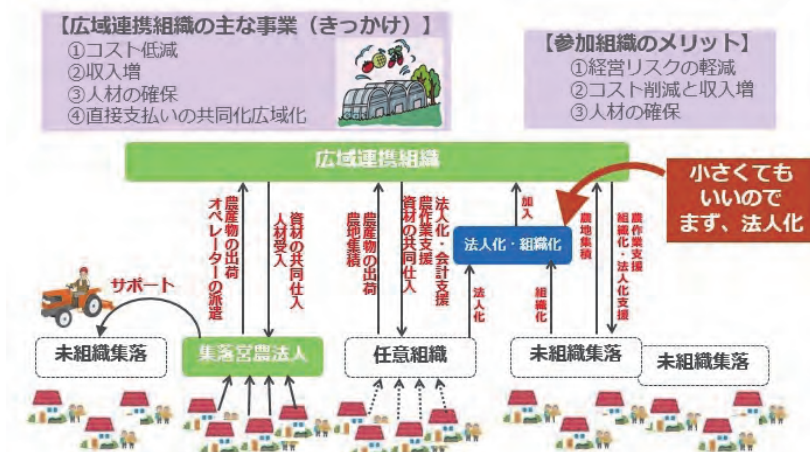 【広域連携組織の主な事業（きっかけ）】
①コスト低減
②収入増
③人材の確保
④直接支払いの共同化広域化
【参加組織のメリット】
①経営リスクの軽減
②コスト削減と収入増
③人材の確保
広域連携組織
小さくても
いいので
まず、法人化
農産物の出荷
オペレーターの派遣
資材の共同仕入
人材受入
農産物の出荷
農地集積
法人化・会計支援
農作業支援
資材の共同仕入
加入
法人化・組織化
法人化
組織化
農地集積
農作業支援
組織化・法人化支援
サポート
未組織集落
集落営農法人
任意組織
未組織集落
未組織集落